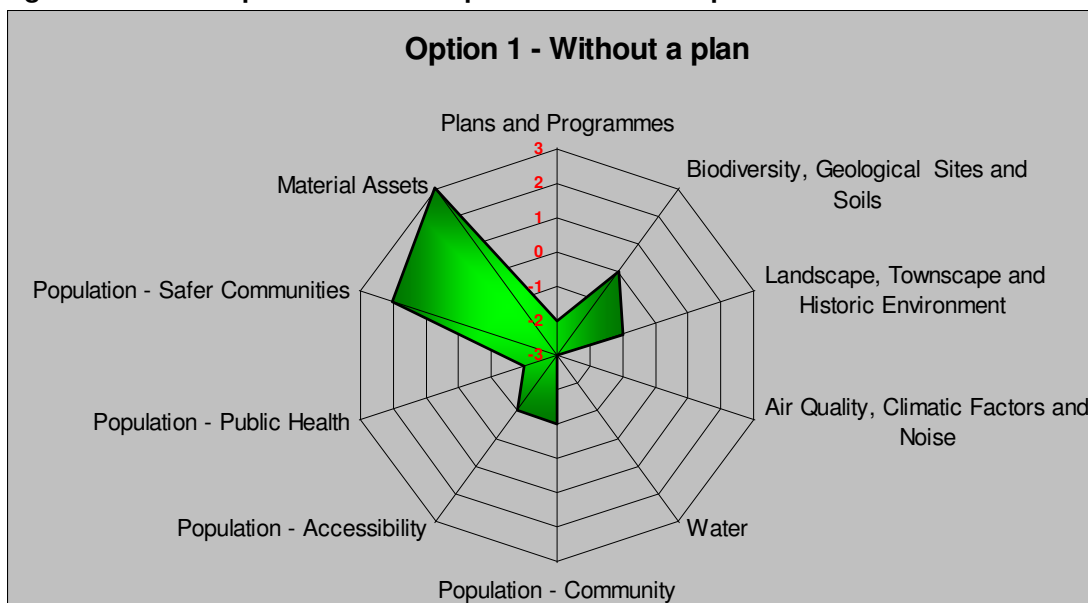 Option 1 - Without a plan
Plans and Programmes
Biodiversity, Geological Sites and
Soils
Landscape, Townscape and
Historic Environment
Air Quality, Climatic Factors and
Noise
Water
Population - Community
Population - Accessibility
Population - Public Health
Population - Safer Communities
Material Assets
3
2
1
0
-1
-2
-3